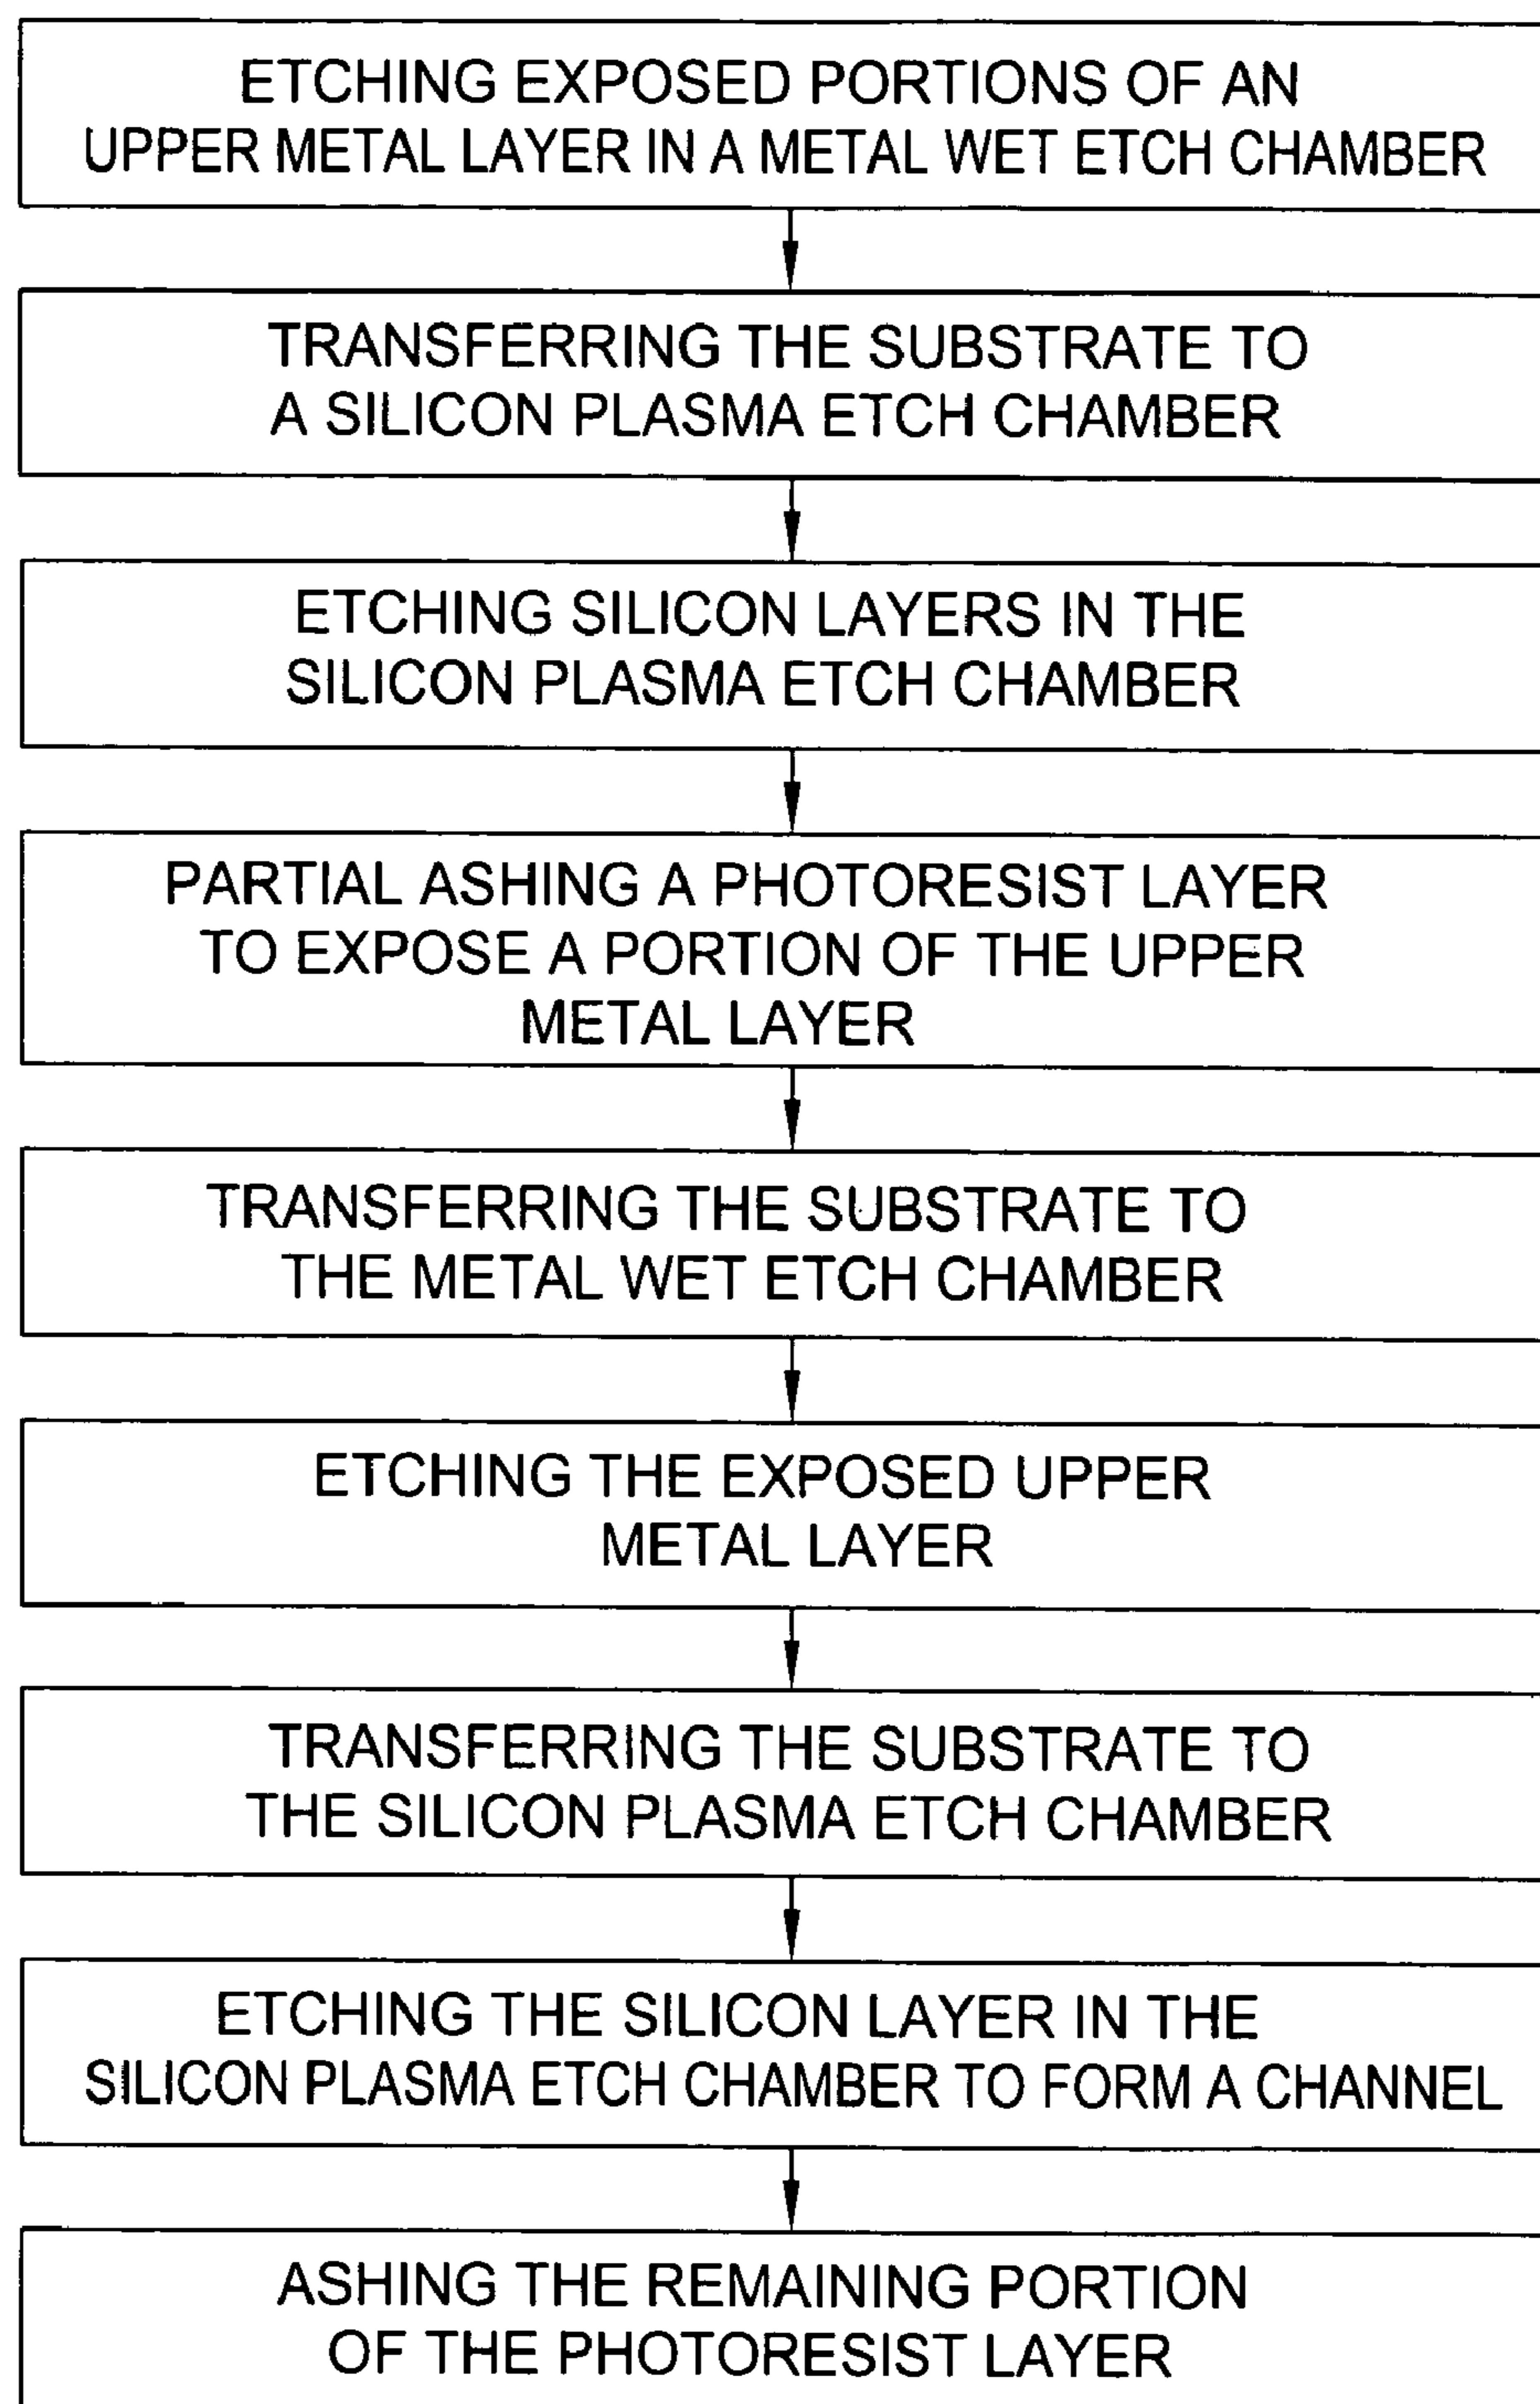 ETCHING EXPOSED PORTIONS OF AN
UPPER METAL LAYER IN A METAL WET ETCH CHAMBER
TRANSFERRING THE SUBSTRATE TO
A SILICON PLASMA ETCH CHAMBER
ETCHING SILICON LAYERS IN THE
SILICON PLASMA ETCH CHAMBER
PARTIAL ASHING A PHOTORESIST LAYER
TO EXPOSE A PORTION OF THE UPPER
METAL LAYER
TRANSFERRING THE SUBSTRATE TO
THE METAL WET ETCH CHAMBER
ETCHING THE EXPOSED UPPER
METAL LAYER
TRANSFERRING THE SUBSTRATE TO
THE SILICON PLASMA ETCH CHAMBER
ETCHING THE SILICON LAYER IN THE
SILICON PLASMA ETCH CHAMBER TO FORM A CHANNEL
ASHING THE REMAINING PORTION
OF THE PHOTORESIST LAYER